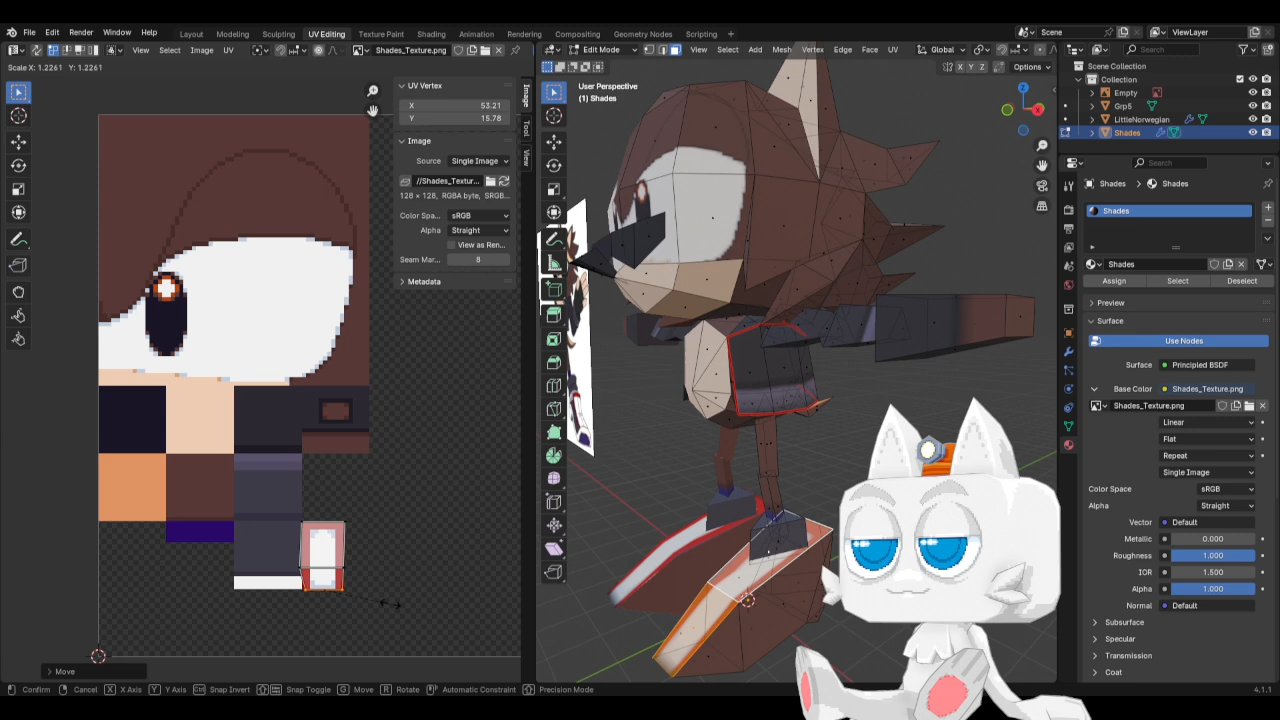 File Edit Render Window Help
Layout Modeling Sculpting UV Editing Texture Paint Shading Animation Rendering Compositing Geometry Nodes Scripting +
Scene
ViewLayer
View Select Image UV
Shades_Texture.png
Edit Mode
View Select Add Mesh Vertex Edge Face UV
Global
Search
Scale X: 1.2261 Y: 1.2261
X Y Z
Options
Scene Collection
Collection
Empty
Grp5
LittleNorwegian
Shades
User Perspective
(1) Shades
UV Vertex
X 53.21
Y 15.78
Image
Source Single Image
//Shades_Textur...
128 × 128, RGBA byte, SRGB...
Color Spa... sRGB
Alpha Straight
View as Ren...
Seam Mar... 8
Metadata
Image
Tool
View
Z
X
Search
Shades
Shades
Shades
Shades
Assign Select Deselect
Preview
Surface
Use Nodes
Surface Principled BSDF
Base Color Shades_Texture.png
Shades_Texture.png
Linear
Flat
Repeat
Single Image
Color Space sRGB
Alpha Straight
Vector Default
Metallic 0.000
Roughness 1.000
IOR 1.500
Alpha 1.000
Normal Default
Subsurface
Specular
Transmission
Coat
Move
Confirm Cancel X X Axis Y Y Axis Ctrl Snap Invert Snap Toggle G Move R Rotate Automatic Constraint Precision Mode
4.1.1